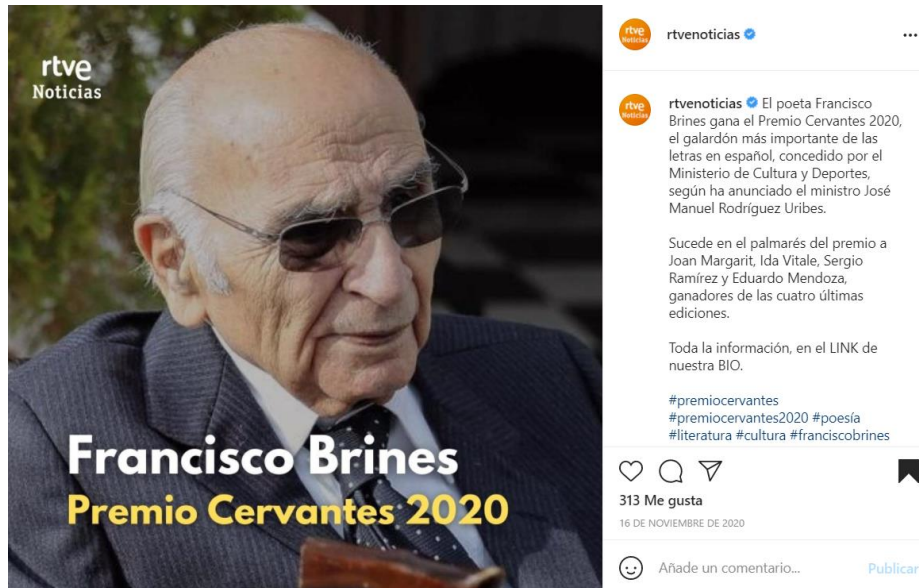 rtve
Noticias
Francisco Brines
Premio Cervantes 2020
rtve
Noticias
rtvenoticias
rtve
Noticias
rtvenoticias El poeta Francisco
Brines gana el Premio Cervantes 2020,
el galardón más importante de las
letras en español, concedido por el
Ministerio de Cultura y Deportes,
según ha anunciado el ministro José
Manuel Rodríguez Uribes.
Sucede en el palmarés del premio a
Joan Margarit, Ida Vitale, Sergio
Ramírez y Eduardo Mendoza,
ganadores de las cuatro últimas
ediciones.
Toda la información, en el LINK de
nuestra BIO.
#premiocervantes
#premiocervantes2020 #poesía
#literatura #cultura #franciscobrines
313 Me gusta
16 DE NOVIEMBRE DE 2020
Añade un comentario... Publicar